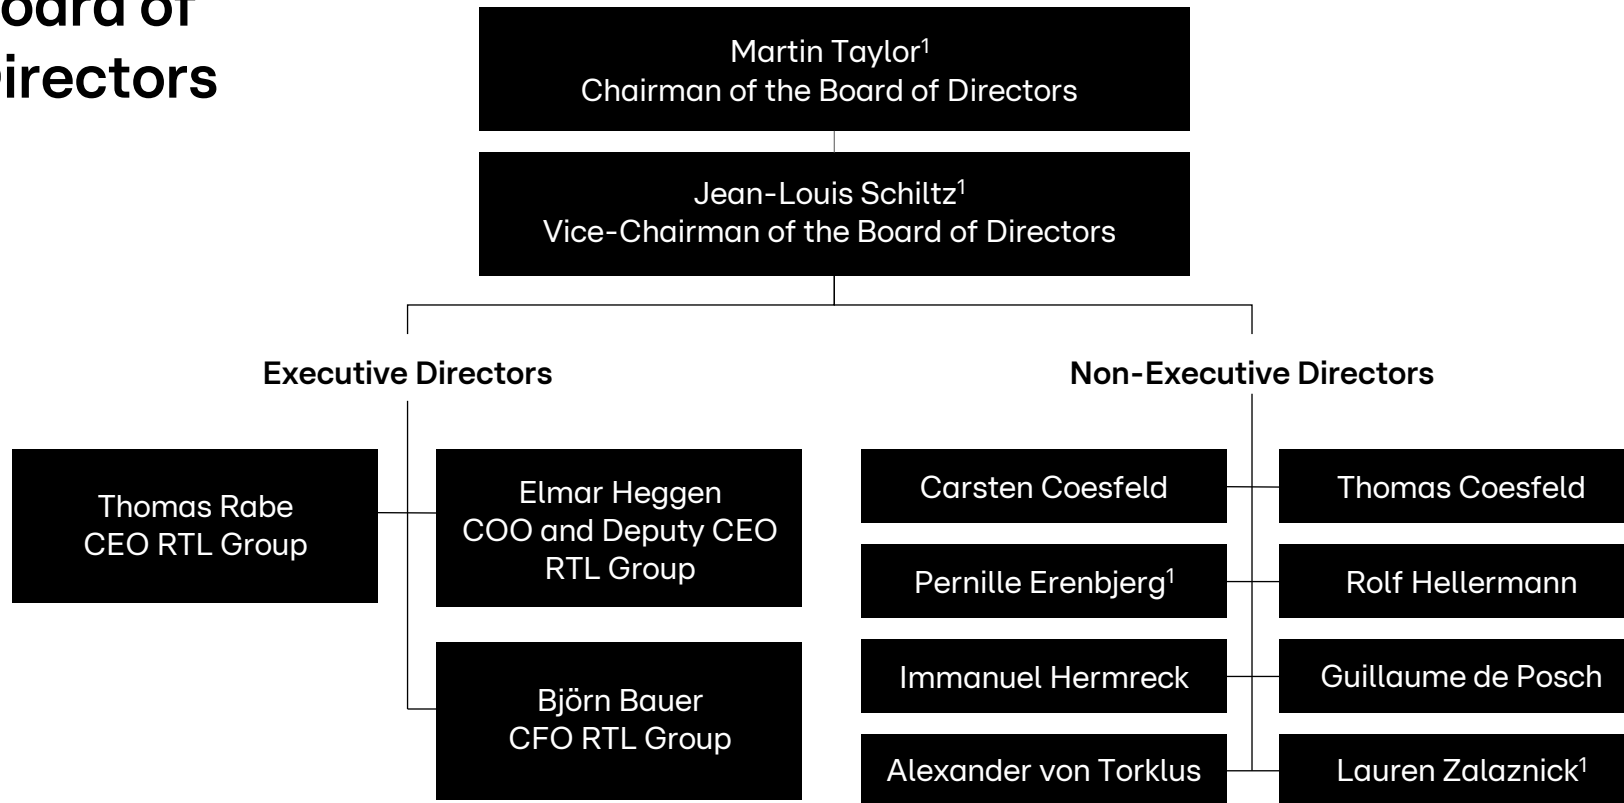 oard of
irectors
Martin Taylor¹
Chairman of the Board of Directors
Jean-Louis Schiltz¹
Vice-Chairman of the Board of Directors
Executive Directors
Non-Executive Directors
Thomas Rabe
CEO RTL Group
Elmar Heggen
COO and Deputy CEO
RTL Group
Björn Bauer
CFO RTL Group
Carsten Coesfeld
Thomas Coesfeld
Pernille Erenbjerg¹
Rolf Hellermann
Immanuel Hermreck
Guillaume de Posch
Alexander von Torklus
Lauren Zalaznick¹